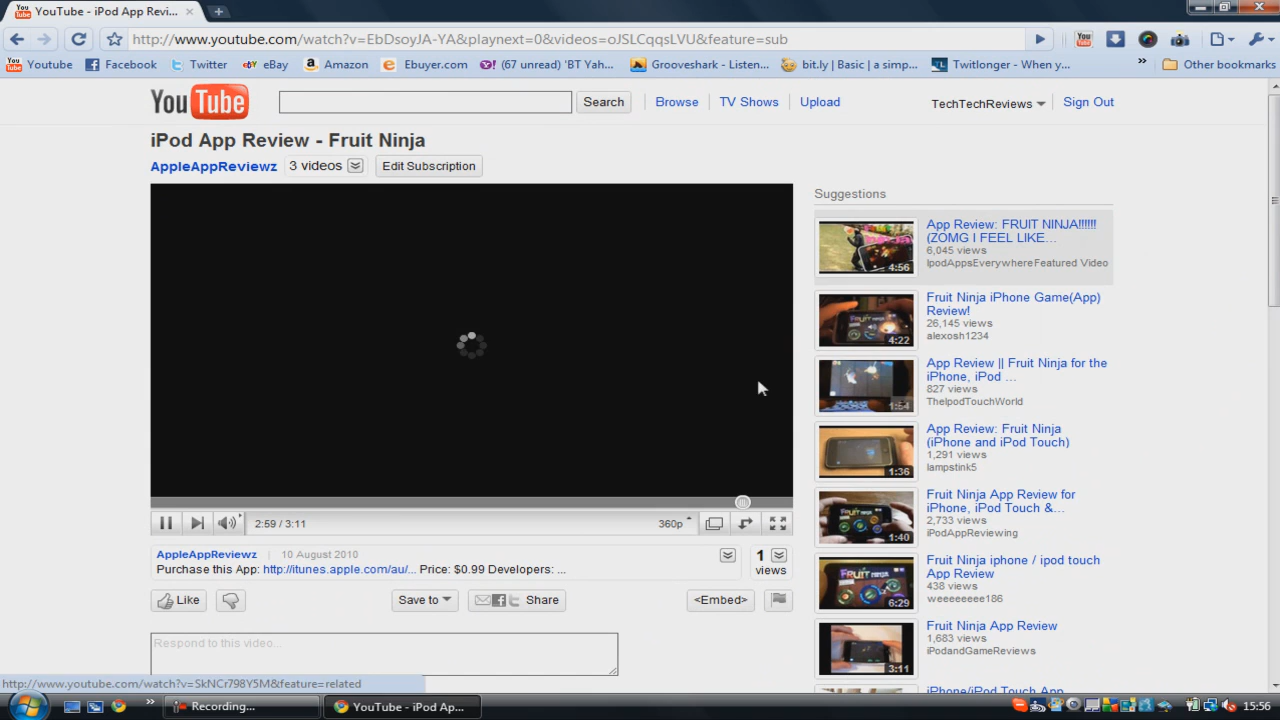 YouTube - iPod App Revi...
http://www.youtube.com/watch?v=EbDsoyJA-YA&playnext=0&videos=oJSLCqqsLVU&feature=sub
Youtube Facebook Twitter eBay Amazon Ebuyer.com (67 unread) 'BT Yah... Grooveshark - Listen... bit.ly | Basic | a simp... Twitlonger - When y... » Other bookmarks
YouTube Search Browse TV Shows Upload TechTechReviews Sign Out
iPod App Review - Fruit Ninja
AppleAppReviewz 3 videos Edit Subscription
2:59 / 3:11 360p
AppleAppReviewz 10 August 2010
Purchase this App: http://itunes.apple.com/au/... Price: $0.99 Developers: ...
1
views
Like Save to Share <Embed>
Respond to this video...
Suggestions
App Review: FRUIT NINJA!!!!!!
(ZOMG I FEEL LIKE...
6,045 views
IpodAppsEverywhereFeatured Video
4:56
Fruit Ninja iPhone Game(App)
Review!
26,145 views
alexosh1234
4:22
App Review || Fruit Ninja for the
iPhone, iPod ...
827 views
TheIpodTouchWorld
1:54
App Review: Fruit Ninja
(iPhone and iPod Touch)
1,291 views
lampstink5
1:36
Fruit Ninja App Review for
iPhone, iPod Touch &...
2,733 views
iPodAppReviewing
1:40
Fruit Ninja iphone / ipod touch
App Review
438 views
weeeeeeee186
6:29
Fruit Ninja App Review
1,683 views
iPodandGameReviews
3:11
iPhone/iPod Touch App
http://www.youtube.com/watch?v=SkNCr798Y5M&feature=related
Recording... YouTube - iPod Ap... 15:56